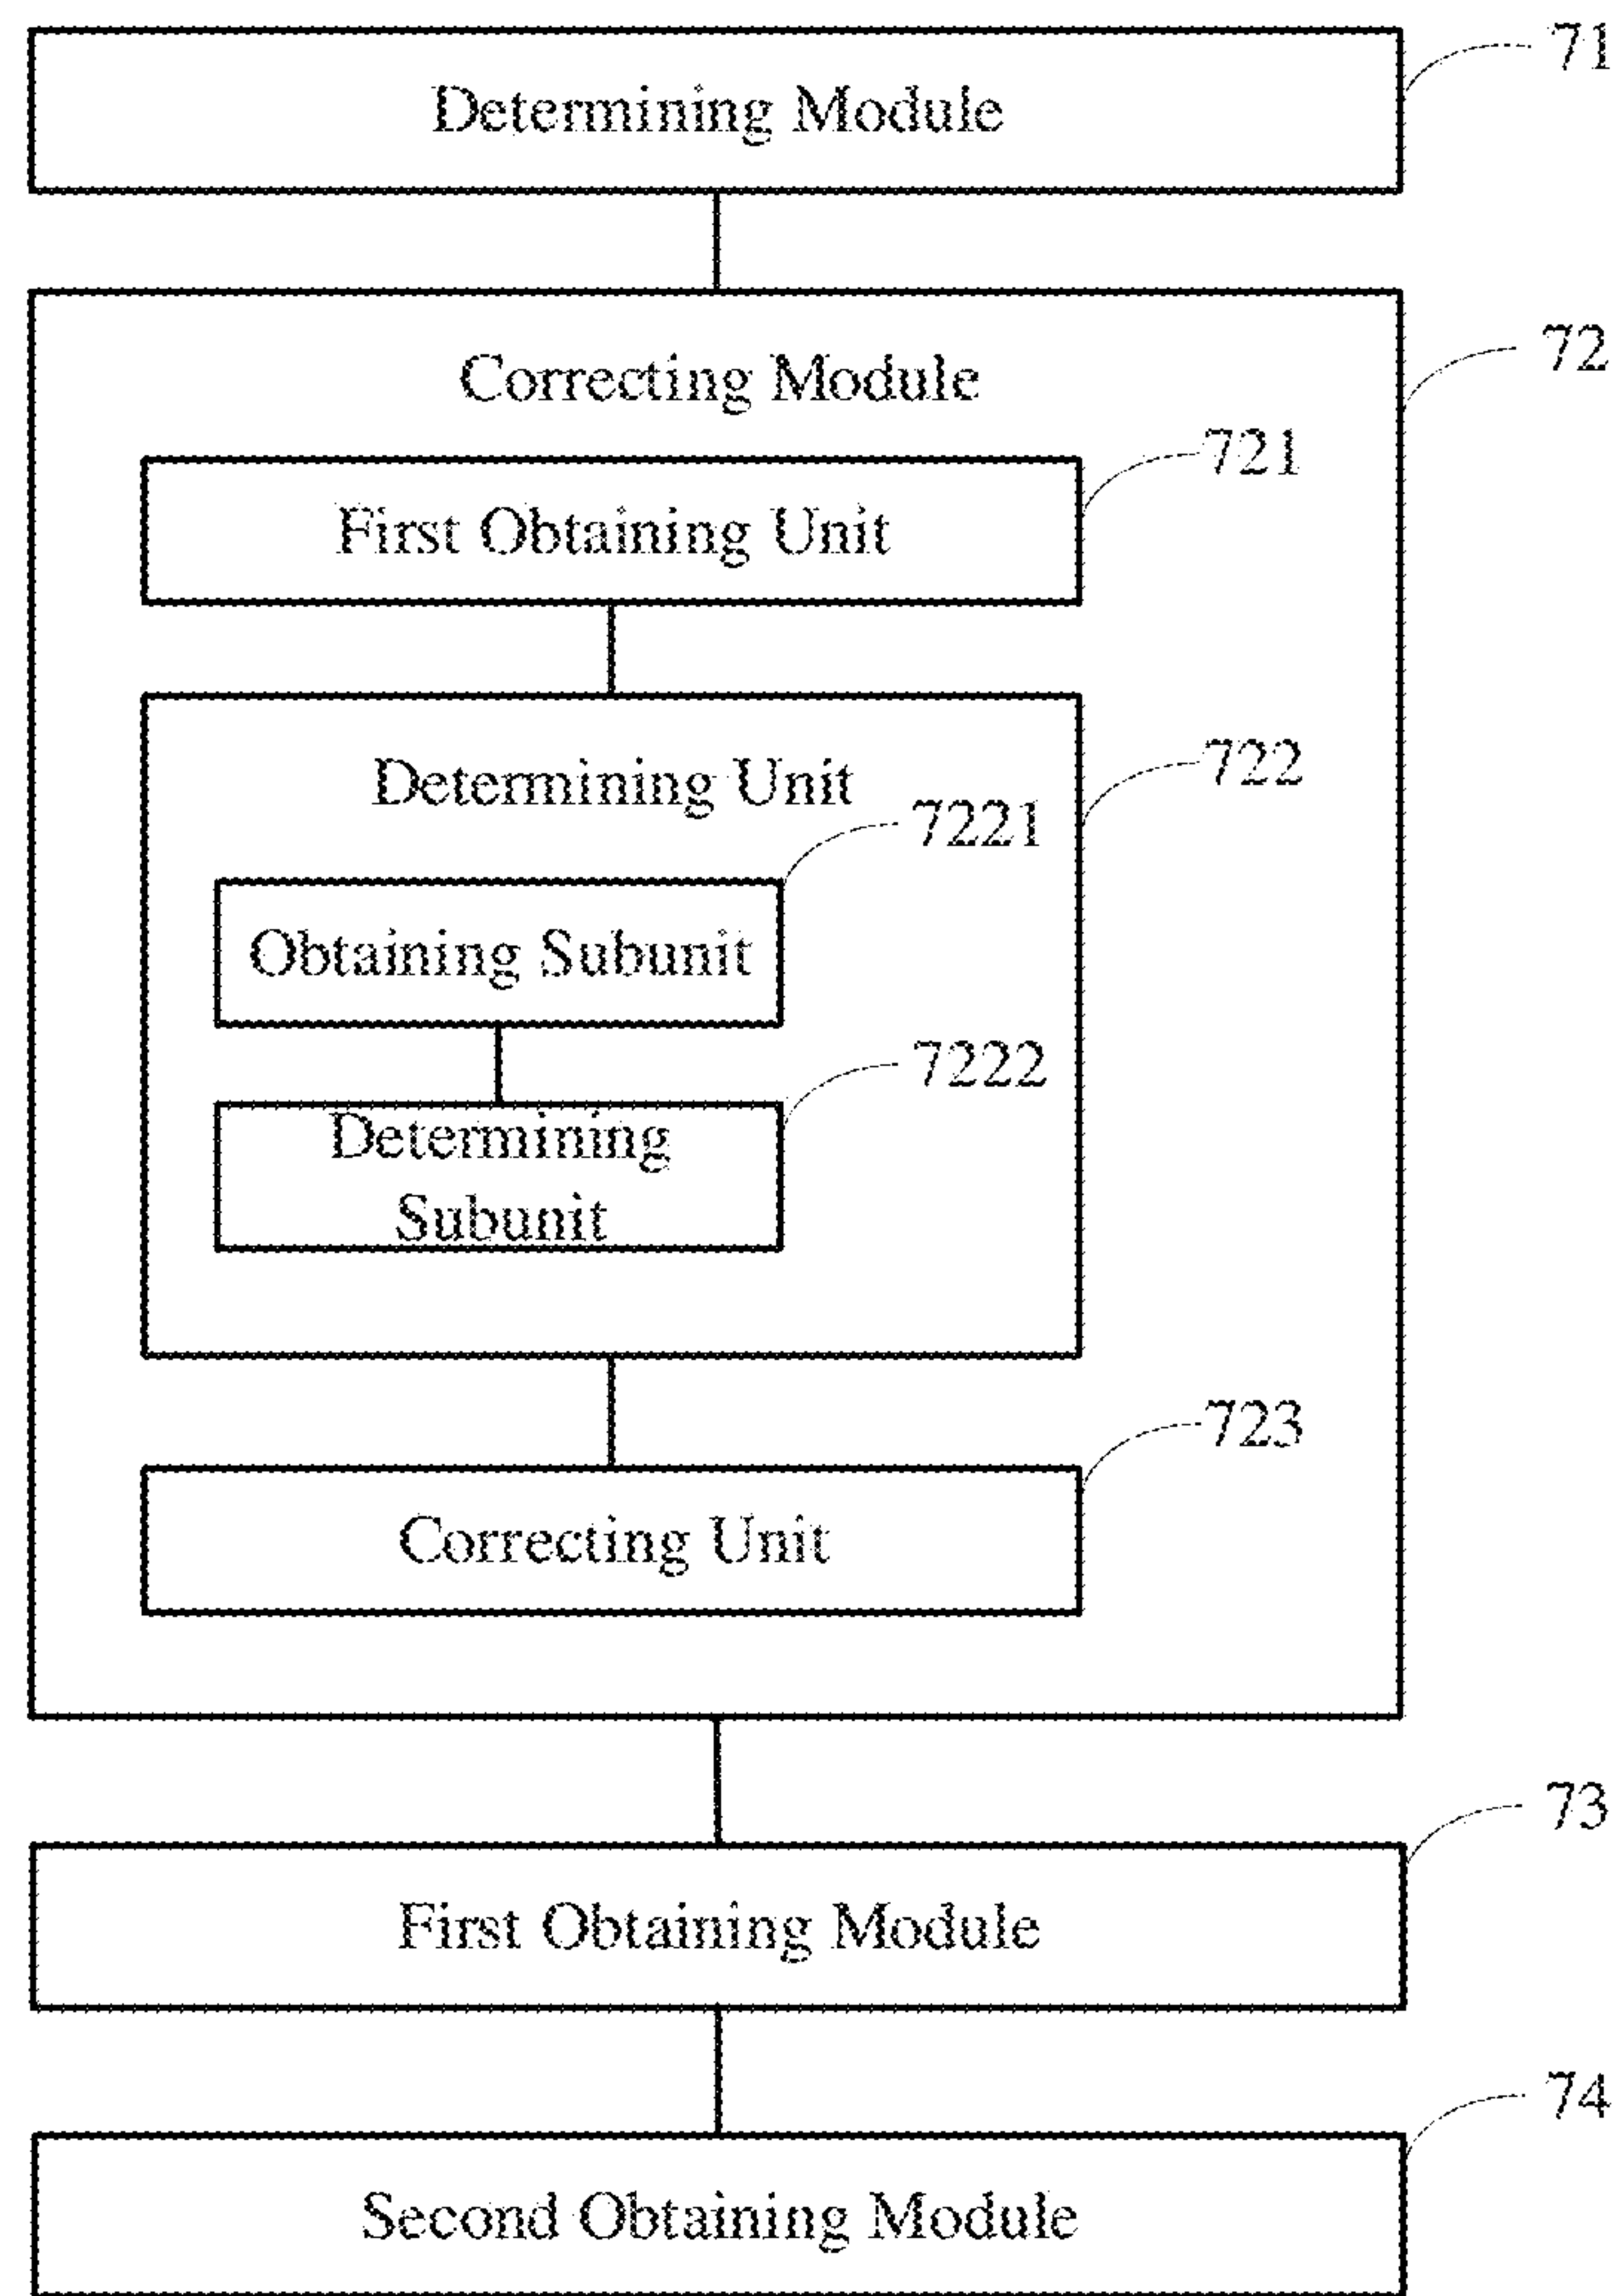 71
Determining Module
72
Correcting Module
721
First Obtaining Unit
722
Determining Unit
7221
Obtaining Subunit
7222
Determining
Subunit
723
Correcting Unit
73
First Obtaining Module
74
Second Obtaining Module